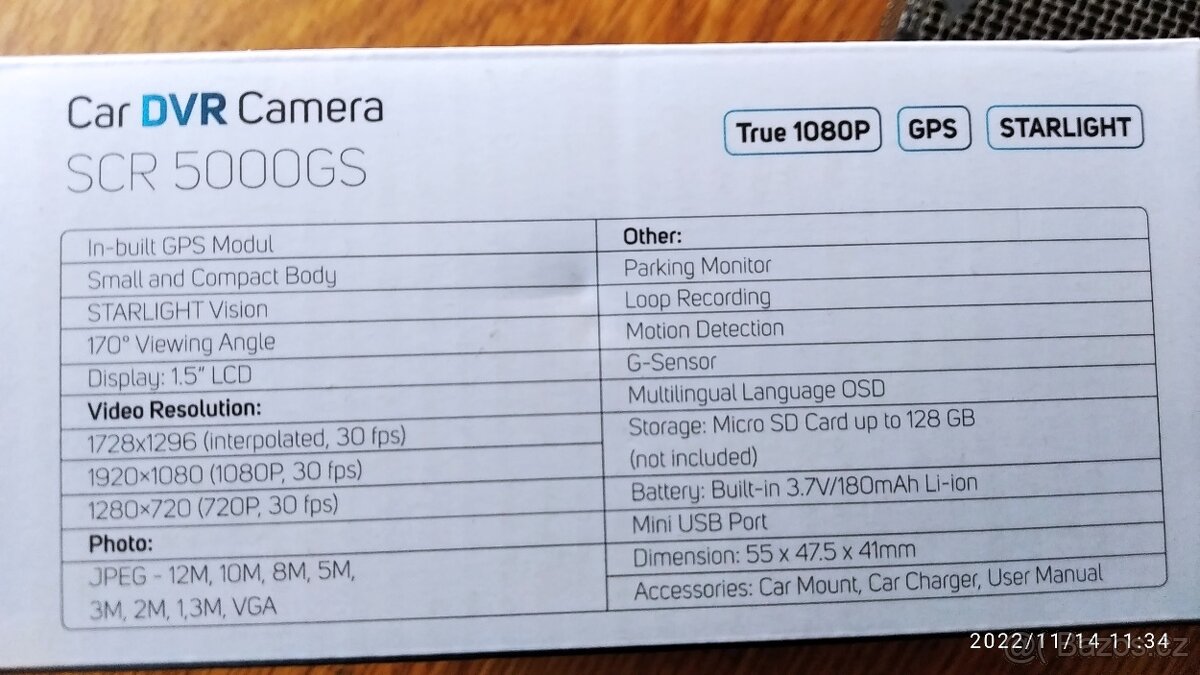 Car DVR Camera
SCR 5000GS
True 1080P
GPS
STARLIGHT
In-built GPS Modul
Small and Compact Body
STARLIGHT Vision
170° Viewing Angle
Display: 1.5" LCD
Video Resolution:
1728x1296 (interpolated, 30 fps)
1920×1080 (1080P, 30 fps)
1280×720 (720P, 30 fps)
Photo:
JPEG - 12M, 10M, 8M, 5M,
3M, 2M, 1,3M, VGA
Other:
Parking Monitor
Loop Recording
Motion Detection
G-Sensor
Multilingual Language OSD
Storage: Micro SD Card up to 128 GB
(not included)
Battery: Built-in 3.7V/180mAh Li-ion
Mini USB Port
Dimension: 55 x 47.5 x 41mm
Accessories: Car Mount, Car Charger, User Manual
2022/11/14 11:34
Bazos.cz